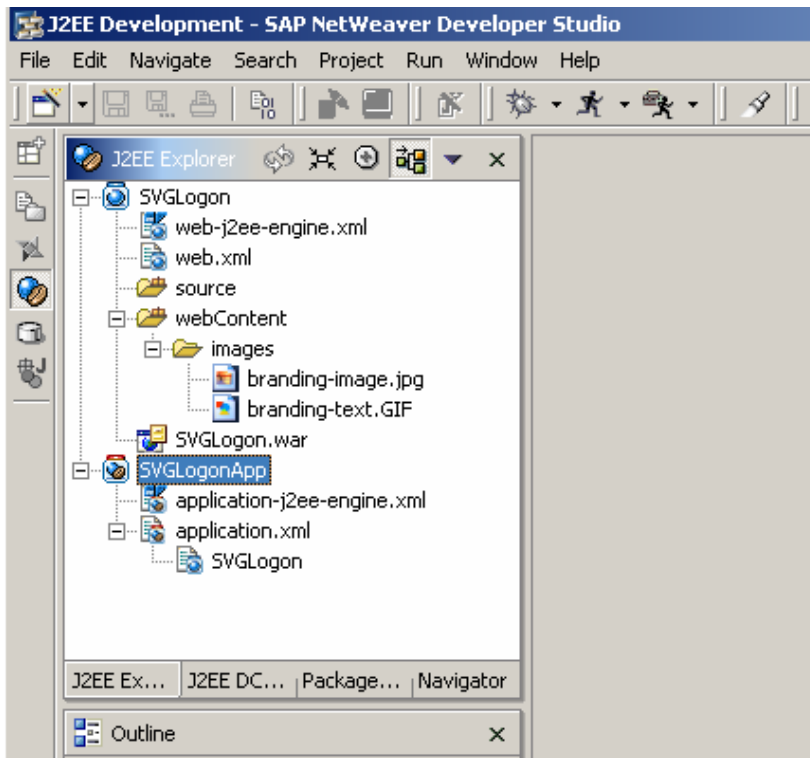 J2EE Development - SAP NetWeaver Developer Studio
File Edit Navigate Search Project Run Window Help
J2EE Explorer
SVGLogon
web-j2ee-engine.xml
web.xml
source
webContent
images
branding-image.jpg
branding-text.GIF
SVGLogon.war
SVGLogonApp
application-j2ee-engine.xml
application.xml
SVGLogon
J2EE Ex... J2EE DC... Package... Navigator
Outline